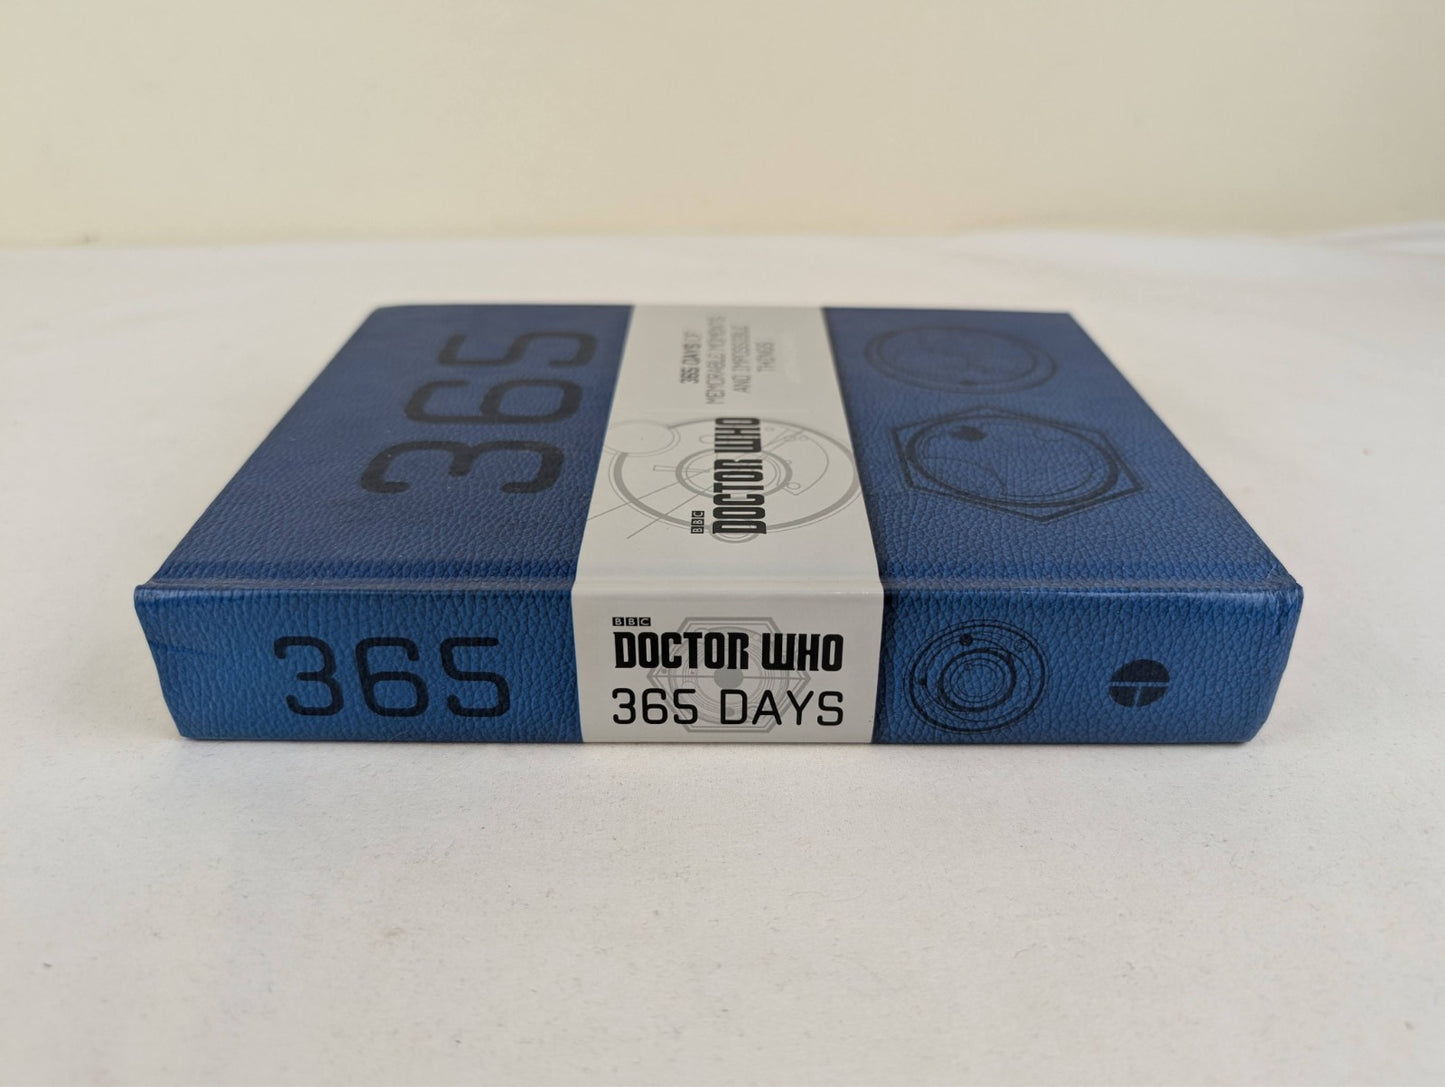 365
365 DAYS OF
MEMORABLE MOMENTS
AND IMPOSSIBLE
THINGS
BBC
DOCTOR WHO
365
BBC
DOCTOR WHO
365 DAYS